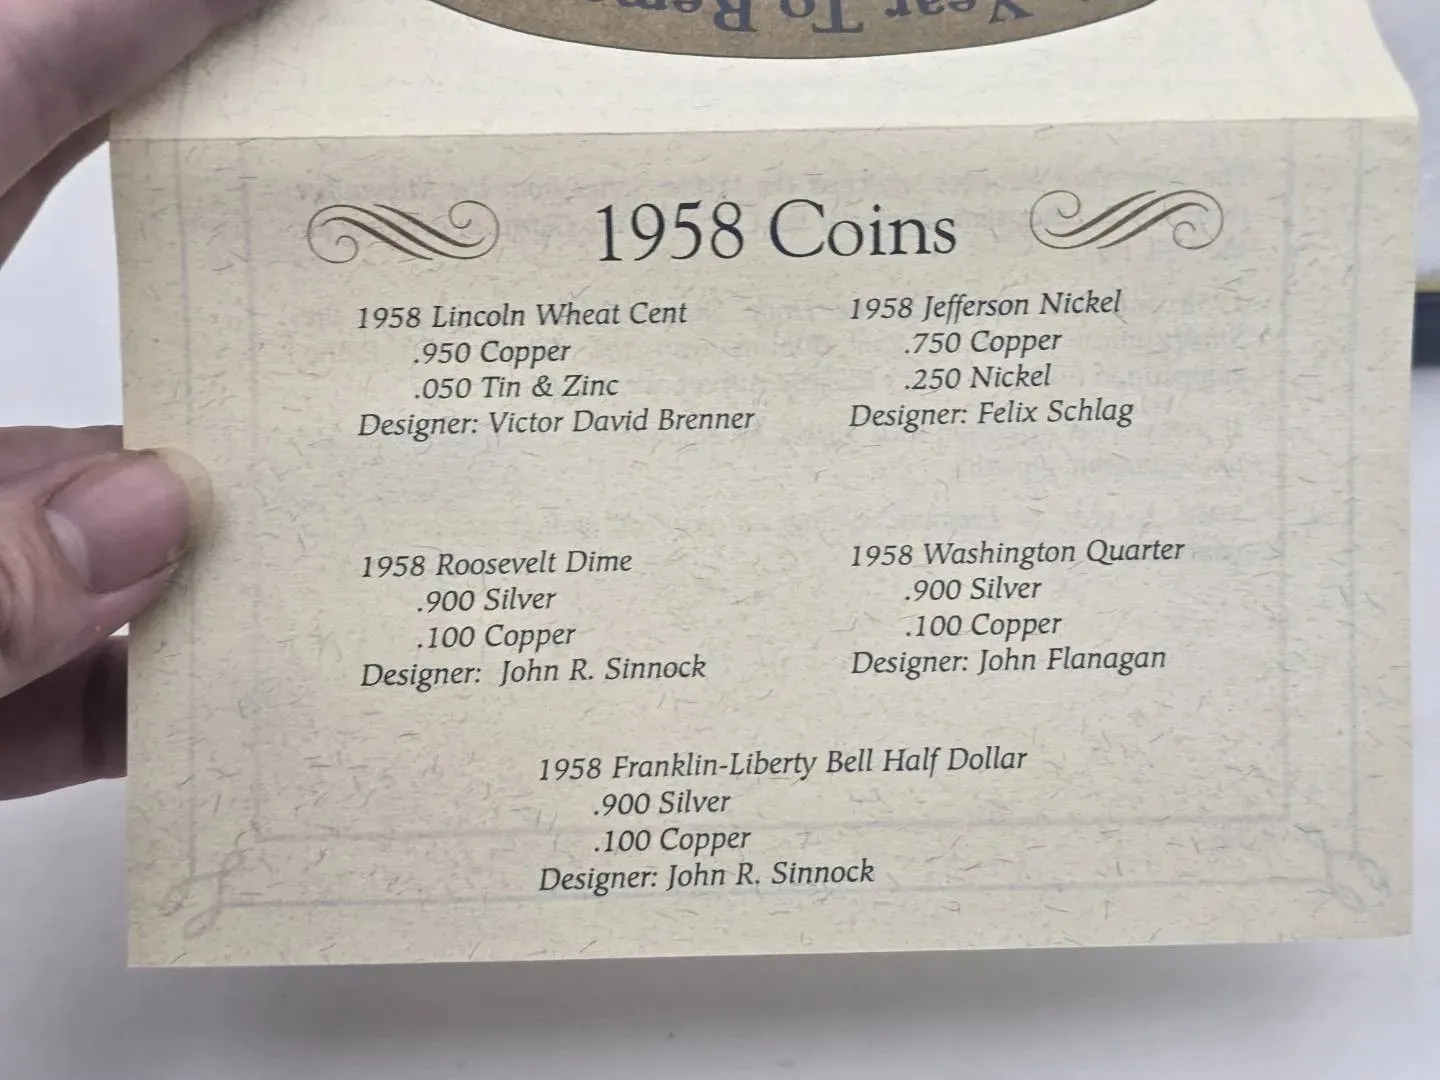 Year To Reme
1958 Coins
1958 Lincoln Wheat Cent
.950 Copper
.050 Tin & Zinc
Designer: Victor David Brenner
1958 Jefferson Nickel
.750 Copper
.250 Nickel
Designer: Felix Schlag
1958 Roosevelt Dime
.900 Silver
.100 Copper
Designer: John R. Sinnock
1958 Washington Quarter
.900 Silver
.100 Copper
Designer: John Flanagan
1958 Franklin-Liberty Bell Half Dollar
.900 Silver
.100 Copper
Designer: John R. Sinnock